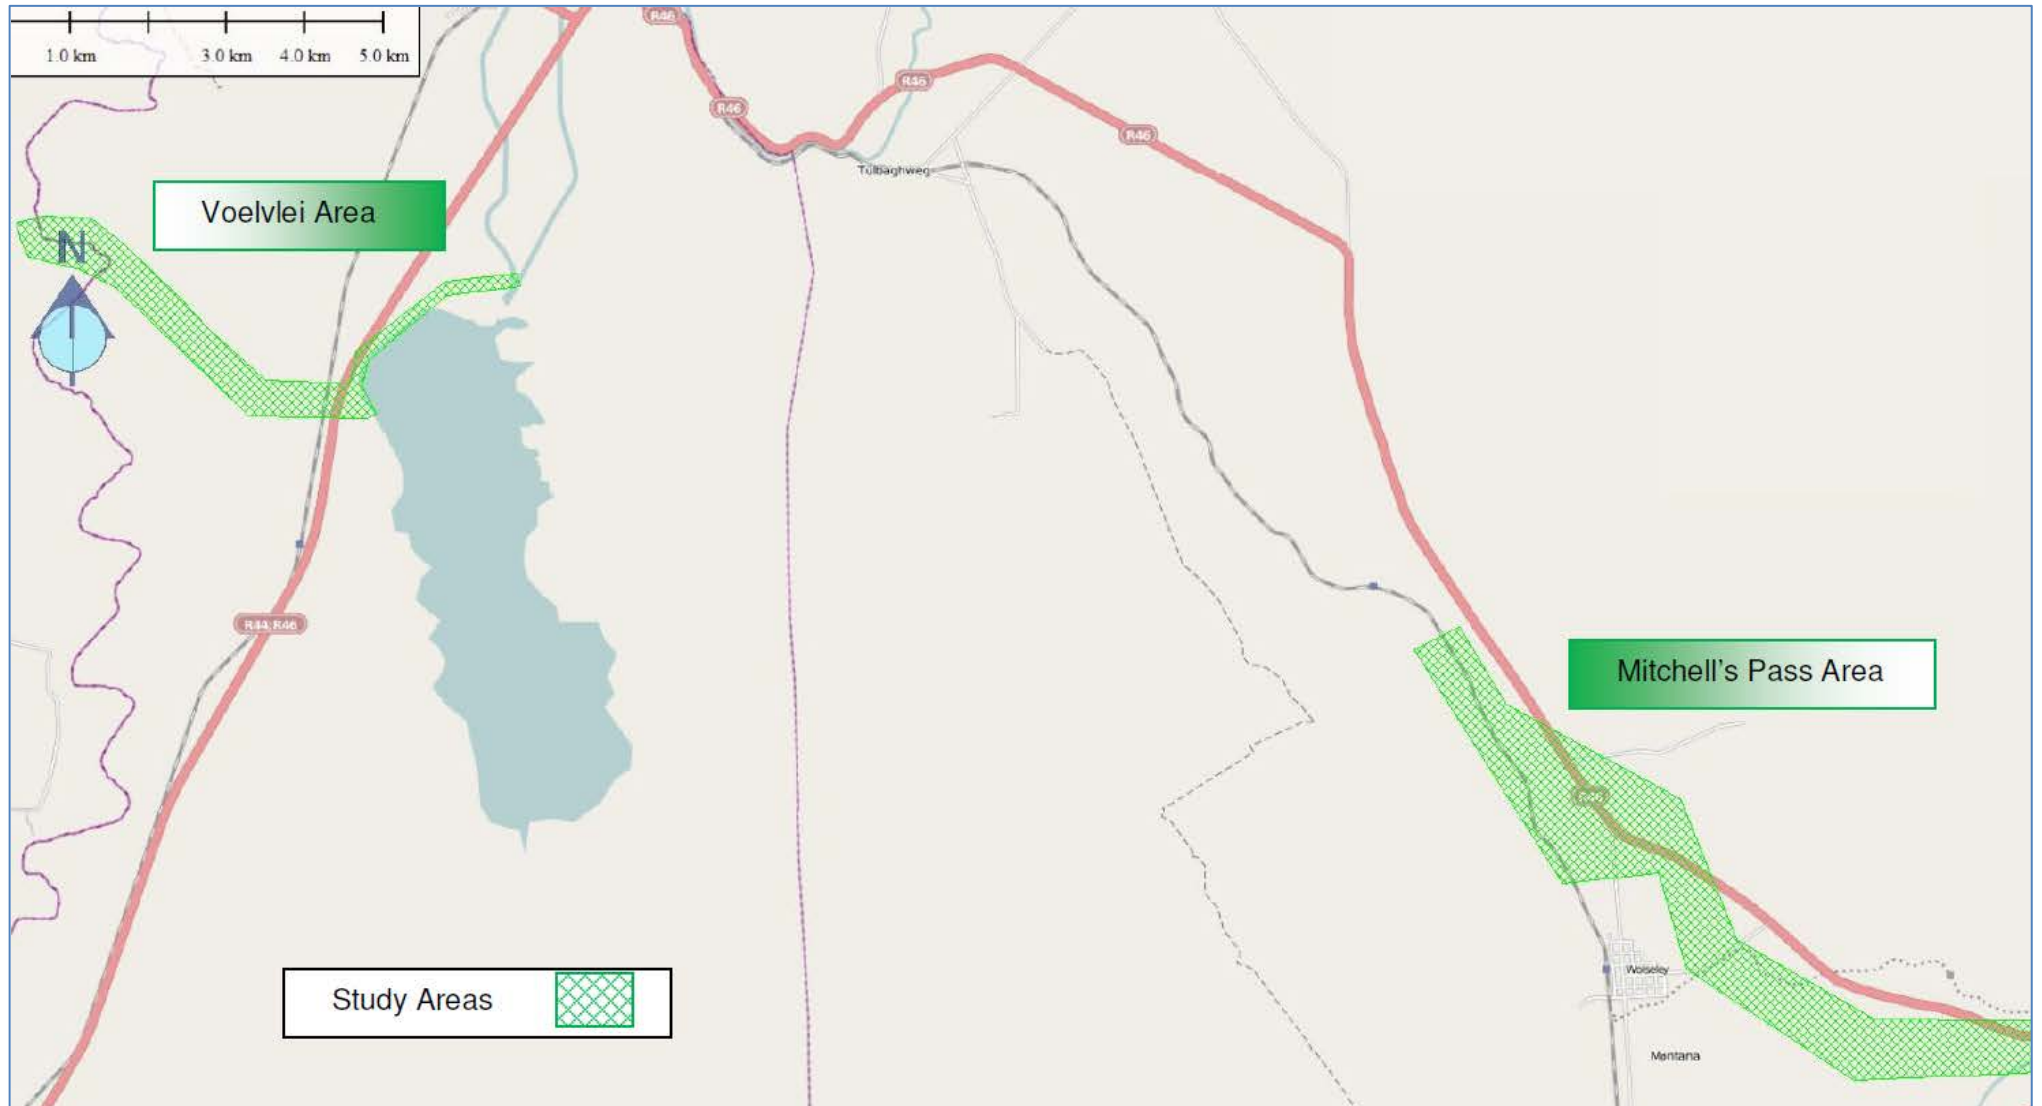 1.0 km 3.0 km 4.0 km 5.0 km
R46
R46
R46
R46
Tulbaghweg
Voelvlei Area
N
R44;R46
Mitchell's Pass Area
R46
Wolseley
Study Areas
Montana